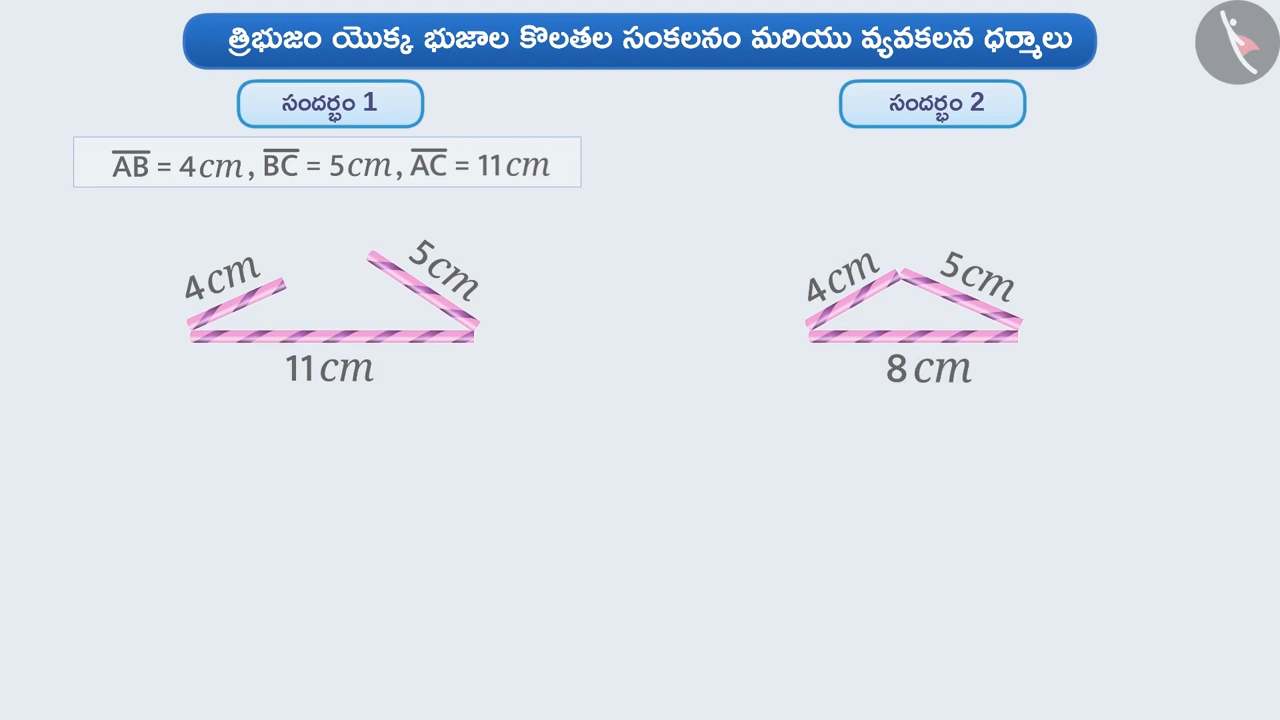 త్రిభుజం యొక్క భుజాల కొలతల సంకలనం మరియు వ్యవకలన ధర్మాలు
సందర్భం 1
సందర్భం 2
AB = 4cm, BC = 5cm, AC = 11cm
4cm
5cm
11cm
4cm
5cm
8cm